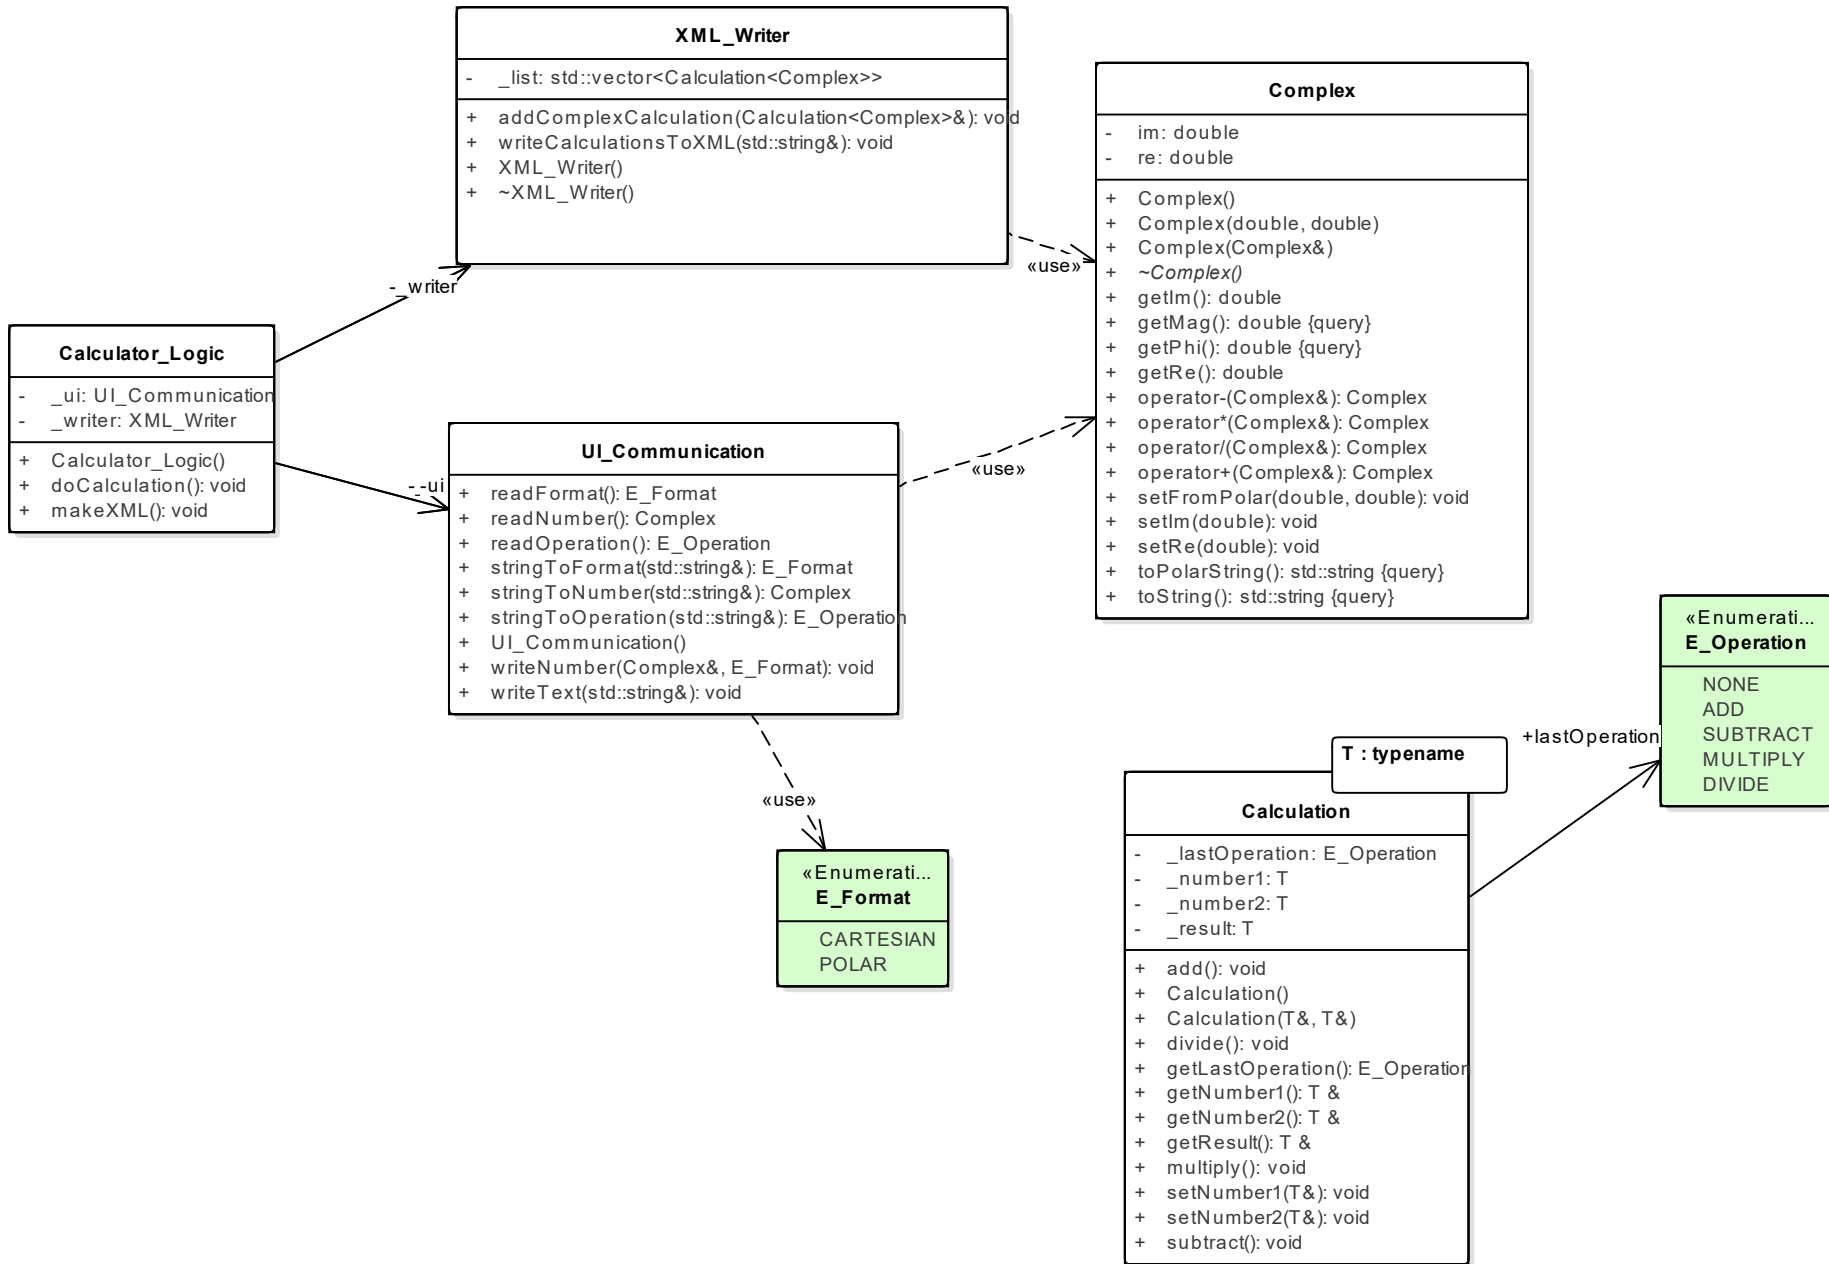 XML_Writer
- _list: std::vector<Calculation<Complex>>
+ addComplexCalculation(Calculation<Complex>&): void
+ writeCalculationsToXML(std::string&): void
+ XML_Writer()
+ ~XML_Writer()
Complex
- im: double
- re: double
+ Complex()
+ Complex(double, double)
+ Complex(Complex&)
+ ~Complex()
+ getIm(): double
+ getMag(): double {query}
+ getPhi(): double {query}
+ getRe(): double
+ operator-(Complex&): Complex
+ operator*(Complex&): Complex
+ operator/(Complex&): Complex
+ operator+(Complex&): Complex
+ setFromPolar(double, double): void
+ setIm(double): void
+ setRe(double): void
+ toPolarString(): std::string {query}
+ toString(): std::string {query}
«use»
-_writer
Calculator_Logic
- _ui: UI_Communication
- _writer: XML_Writer
+ Calculator_Logic()
+ doCalculation(): void
+ makeXML(): void
-_ui
UI_Communication
+ readFormat(): E_Format
+ readNumber(): Complex
+ readOperation(): E_Operation
+ stringToFormat(std::string&): E_Format
+ stringToNumber(std::string&): Complex
+ stringToOperation(std::string&): E_Operation
+ UI_Communication()
+ writeNumber(Complex&, E_Format): void
+ writeText(std::string&): void
«use»
«use»
«Enumerati...
E_Format
CARTESIAN
POLAR
«Enumerati...
E_Operation
NONE
ADD
SUBTRACT
MULTIPLY
DIVIDE
+lastOperation
T : typename
Calculation
- _lastOperation: E_Operation
- _number1: T
- _number2: T
- _result: T
+ add(): void
+ Calculation()
+ Calculation(T&, T&)
+ divide(): void
+ getLastOperation(): E_Operation
+ getNumber1(): T &
+ getNumber2(): T &
+ getResult(): T &
+ multiply(): void
+ setNumber1(T&): void
+ setNumber2(T&): void
+ subtract(): void